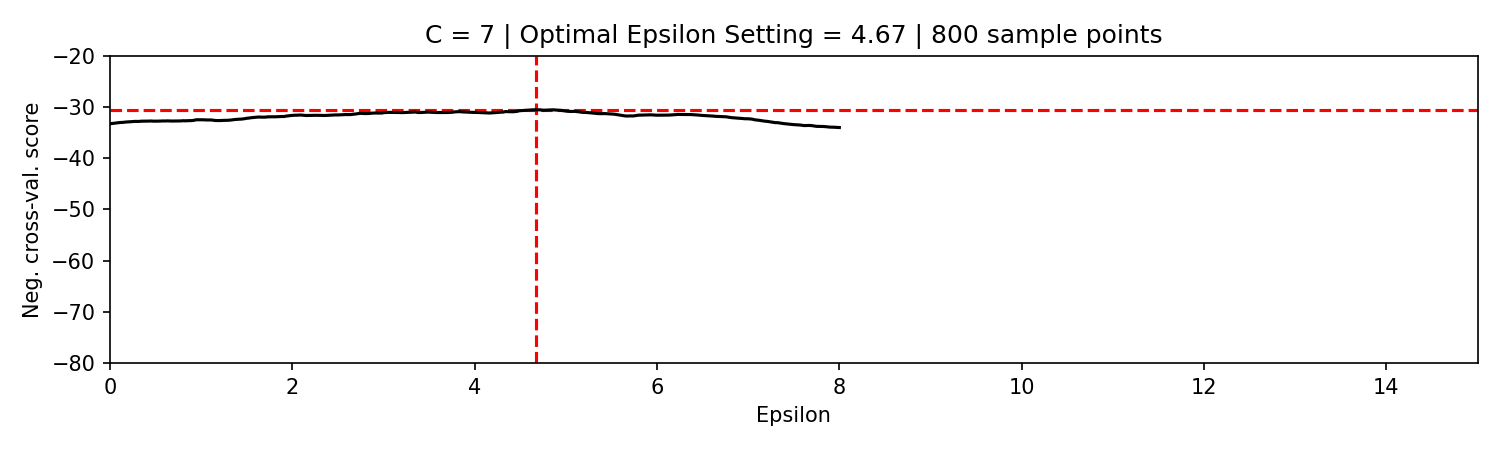 C = 7 | Optimal Epsilon Setting = 4.67 | 800 sample points
Neg. cross-val. score
−20
−30
−40
−50
−60
−70
−80
0 2 4 6 8 10 12 14
Epsilon